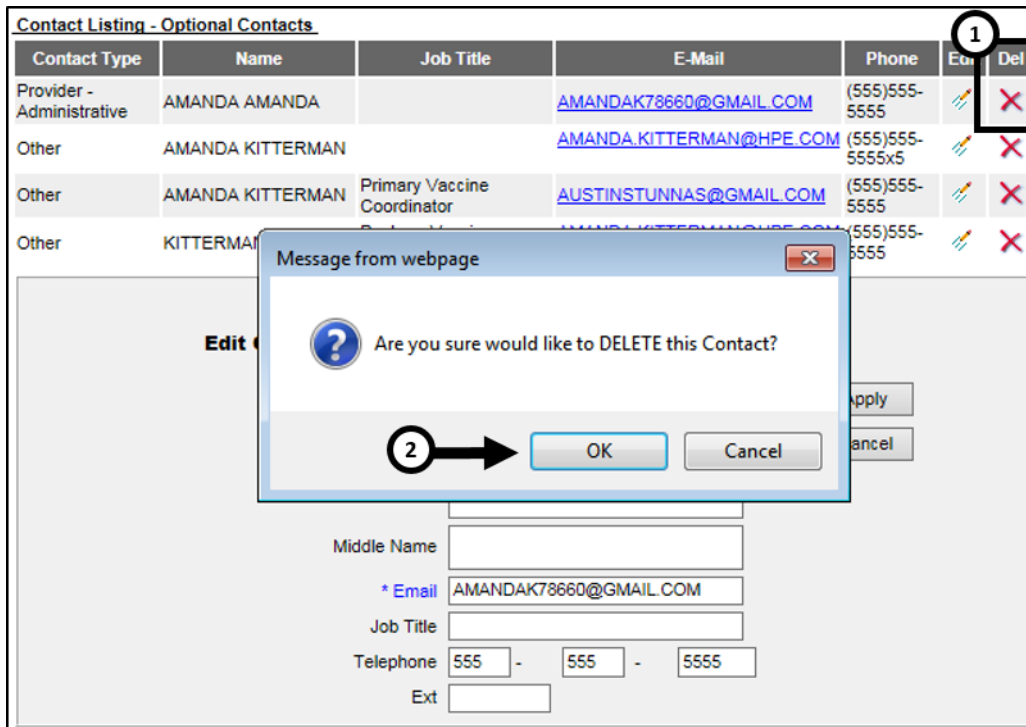 Contact Listing - Optional Contacts
1
Contact Type Name Job Title E-Mail Phone Del
Provider -
Administrative AMANDA AMANDA AMANDAK78660@GMAIL.COM (555)555-
5555
Other AMANDA KITTERMAN AMANDA.KITTERMAN@HPE.COM (555)555-
5555x5
Other AMANDA KITTERMAN Primary Vaccine
Coordinator AUSTINSTUNNAS@GMAIL.COM (555)555-
5555
Other (555)555-
5555
Message from webpage
Edit
Are you sure would like to DELETE this Contact?
Apply
2 OK Cancel
Middle Name
* Email AMANDAK78660@GMAIL.COM
Job Title
Telephone 555 - 555 - 5555
Ext